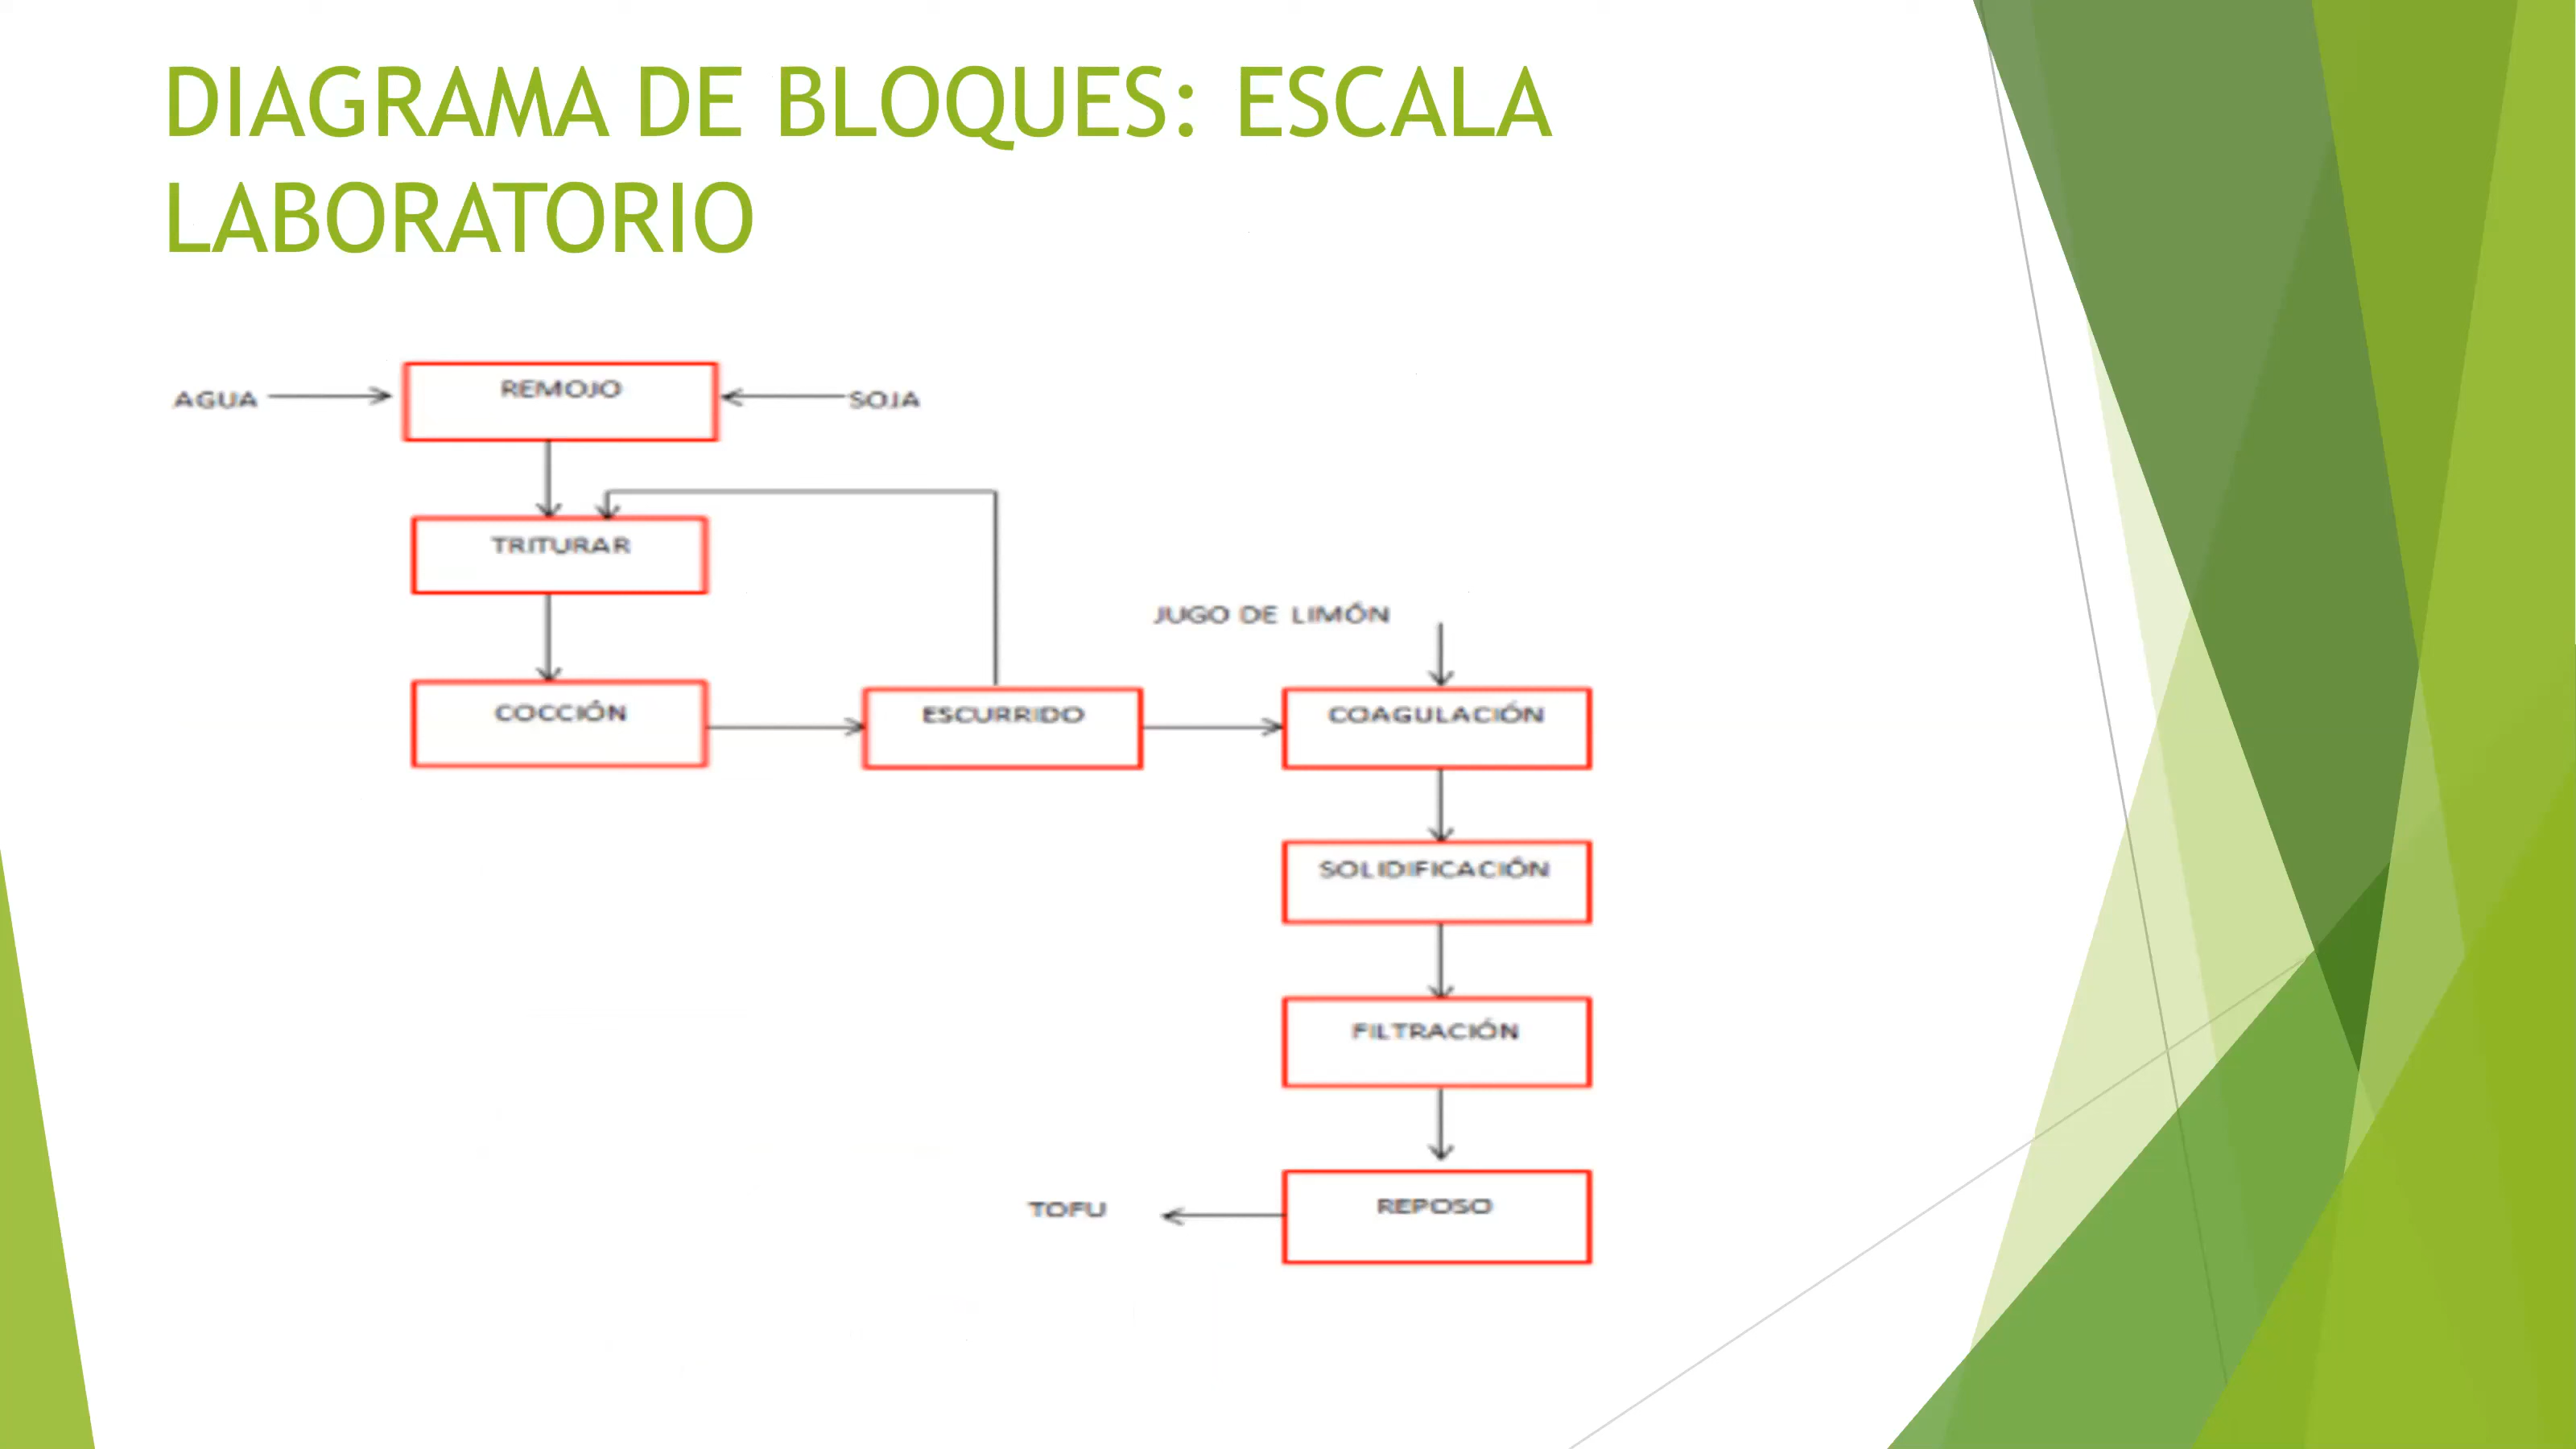 DIAGRAMA DE BLOQUES: ESCALA
LABORATORIO
AGUA
REMOJO
SOJA
TRITURAR
JUGO DE LIMÓN
COCCIÓN
ESCURRIDO
COAGULACIÓN
SOLIDIFICACIÓN
FILTRACIÓN
REPOSO
TOFU